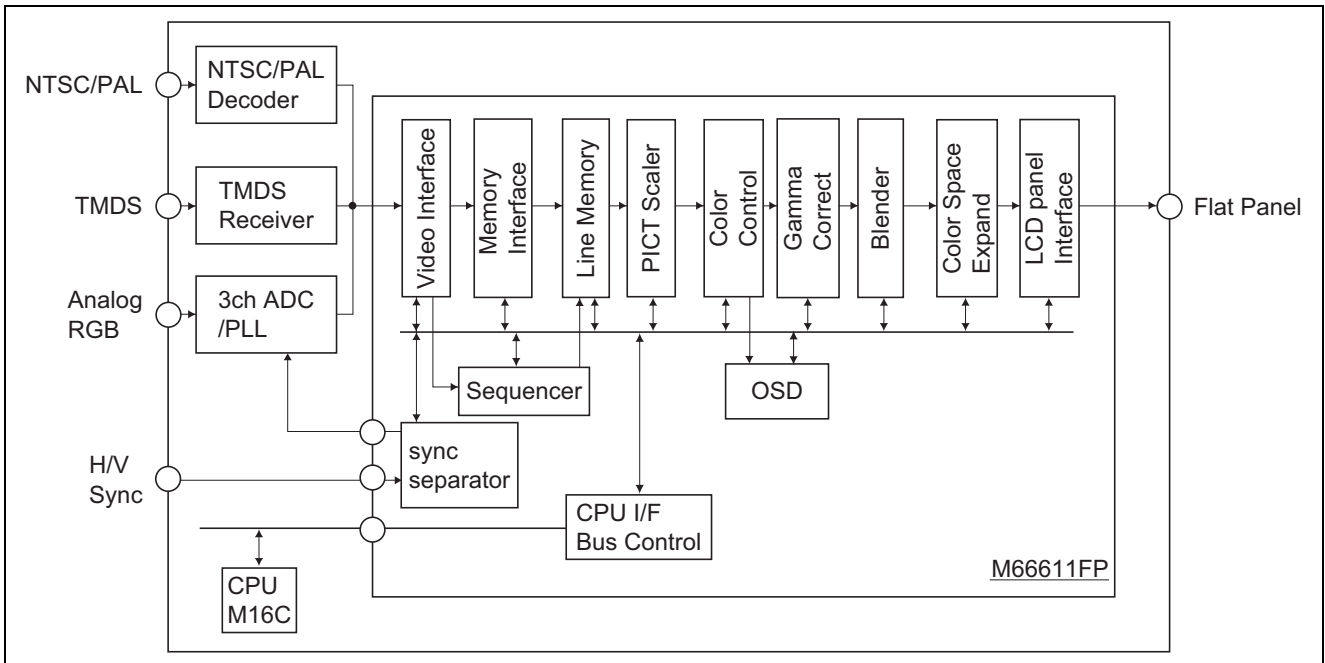 NTSC/PAL
NTSC/PAL
Decoder
TMDS
TMDS
Receiver
Analog
RGB
3ch ADC
/PLL
H/V
Sync
Video Interface
Memory
Interface
Line Memory
PICT Scaler
Color
Control
Gamma
Correct
Blender
Color Space
Expand
LCD panel
Interface
Flat Panel
Sequencer
OSD
sync
separator
CPU I/F
Bus Control
CPU
M16C
M66611FP